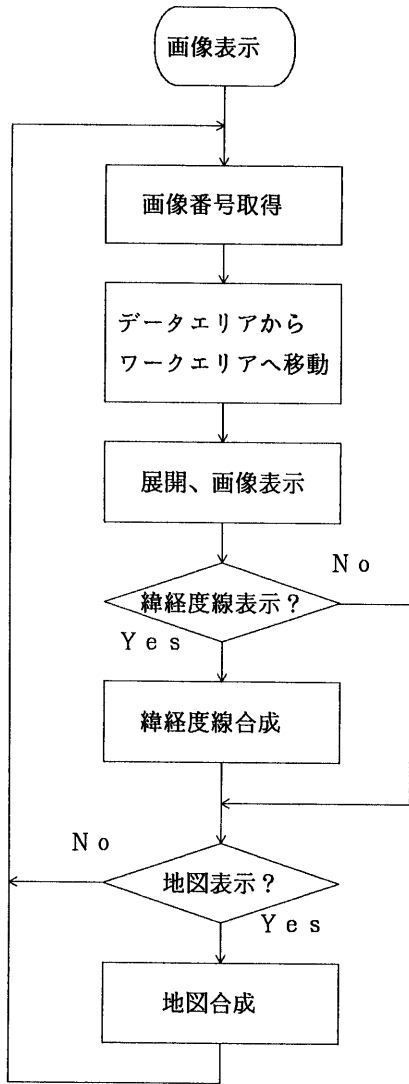 画像表示
画像番号取得
データエリアから
ワークエリアへ移動
展開、画像表示
緯経度線表示？
No
Yes
緯経度線合成
No
地図表示？
Yes
地図合成